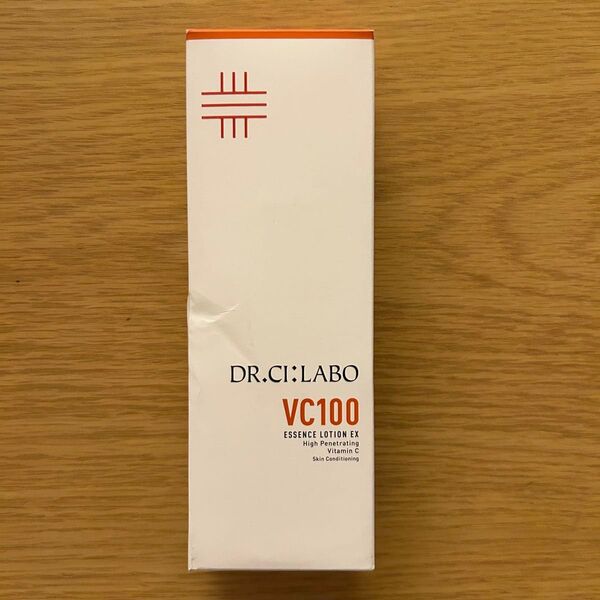 DR.CI:LABO
VC100
ESSENCE LOTION EX
High Penetrating
Vitamin C
Skin Conditioning